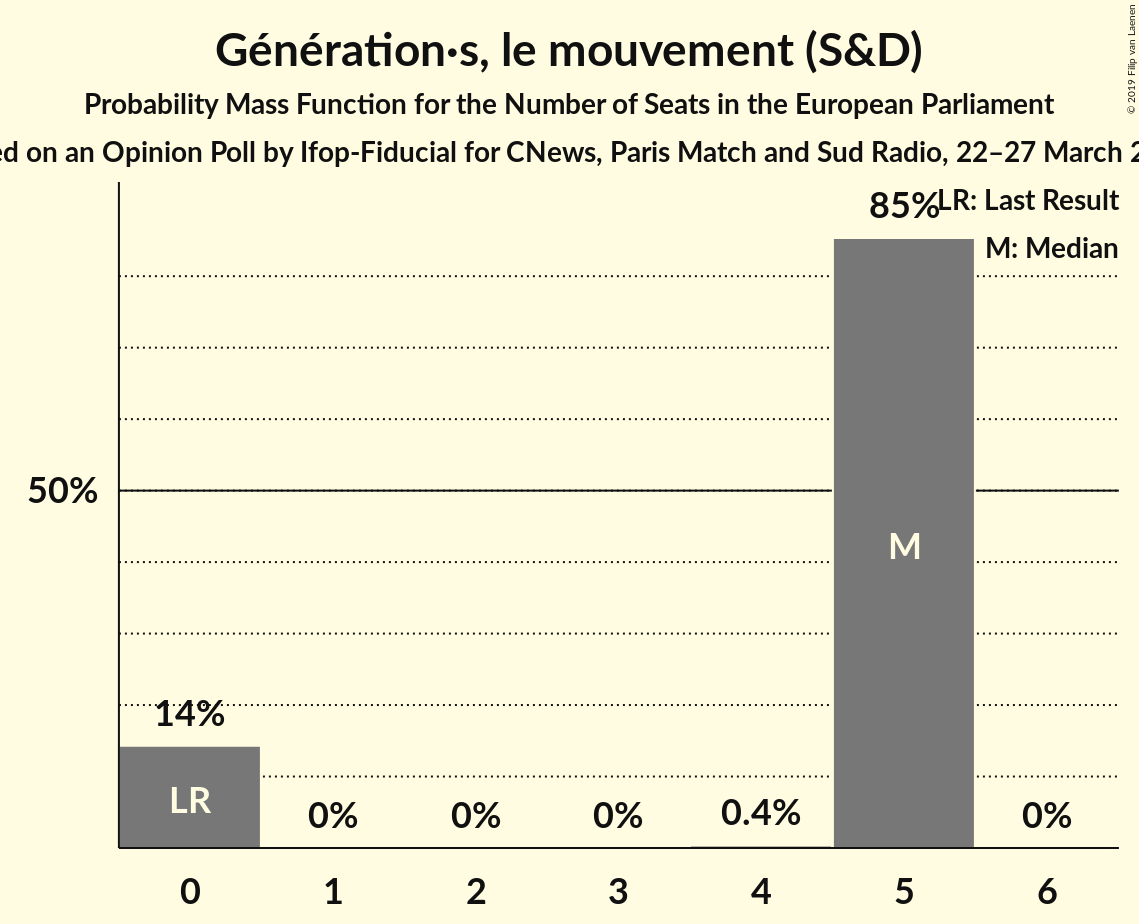 Génération·s, le mouvement (S&D)
Probability Mass Function for the Number of Seats in the European Parliament
on an Opinion Poll by Ifop-Fiducial for CNews, Paris Match and Sud Radio, 22–27 March
© 2019 Filip van Laenen
LR: Last Result
M: Median
85%
50%
M
14%
LR
0%
0%
0%
0.4%
0%
0
1
2
3
4
5
6